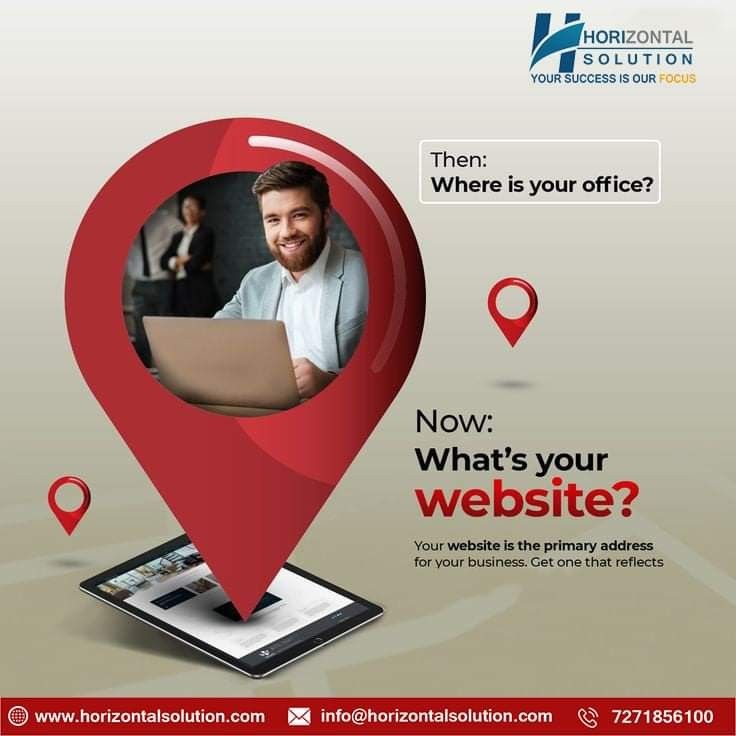 HORIZONTAL
SOLUTION
YOUR SUCCESS IS OUR FOCUS
Then:
Where is your office?
Now:
What's your
website?
Your website is the primary address
for your business. Get one that reflects
www.horizontalsolution.com info@horizontalsolution.com 7271856100